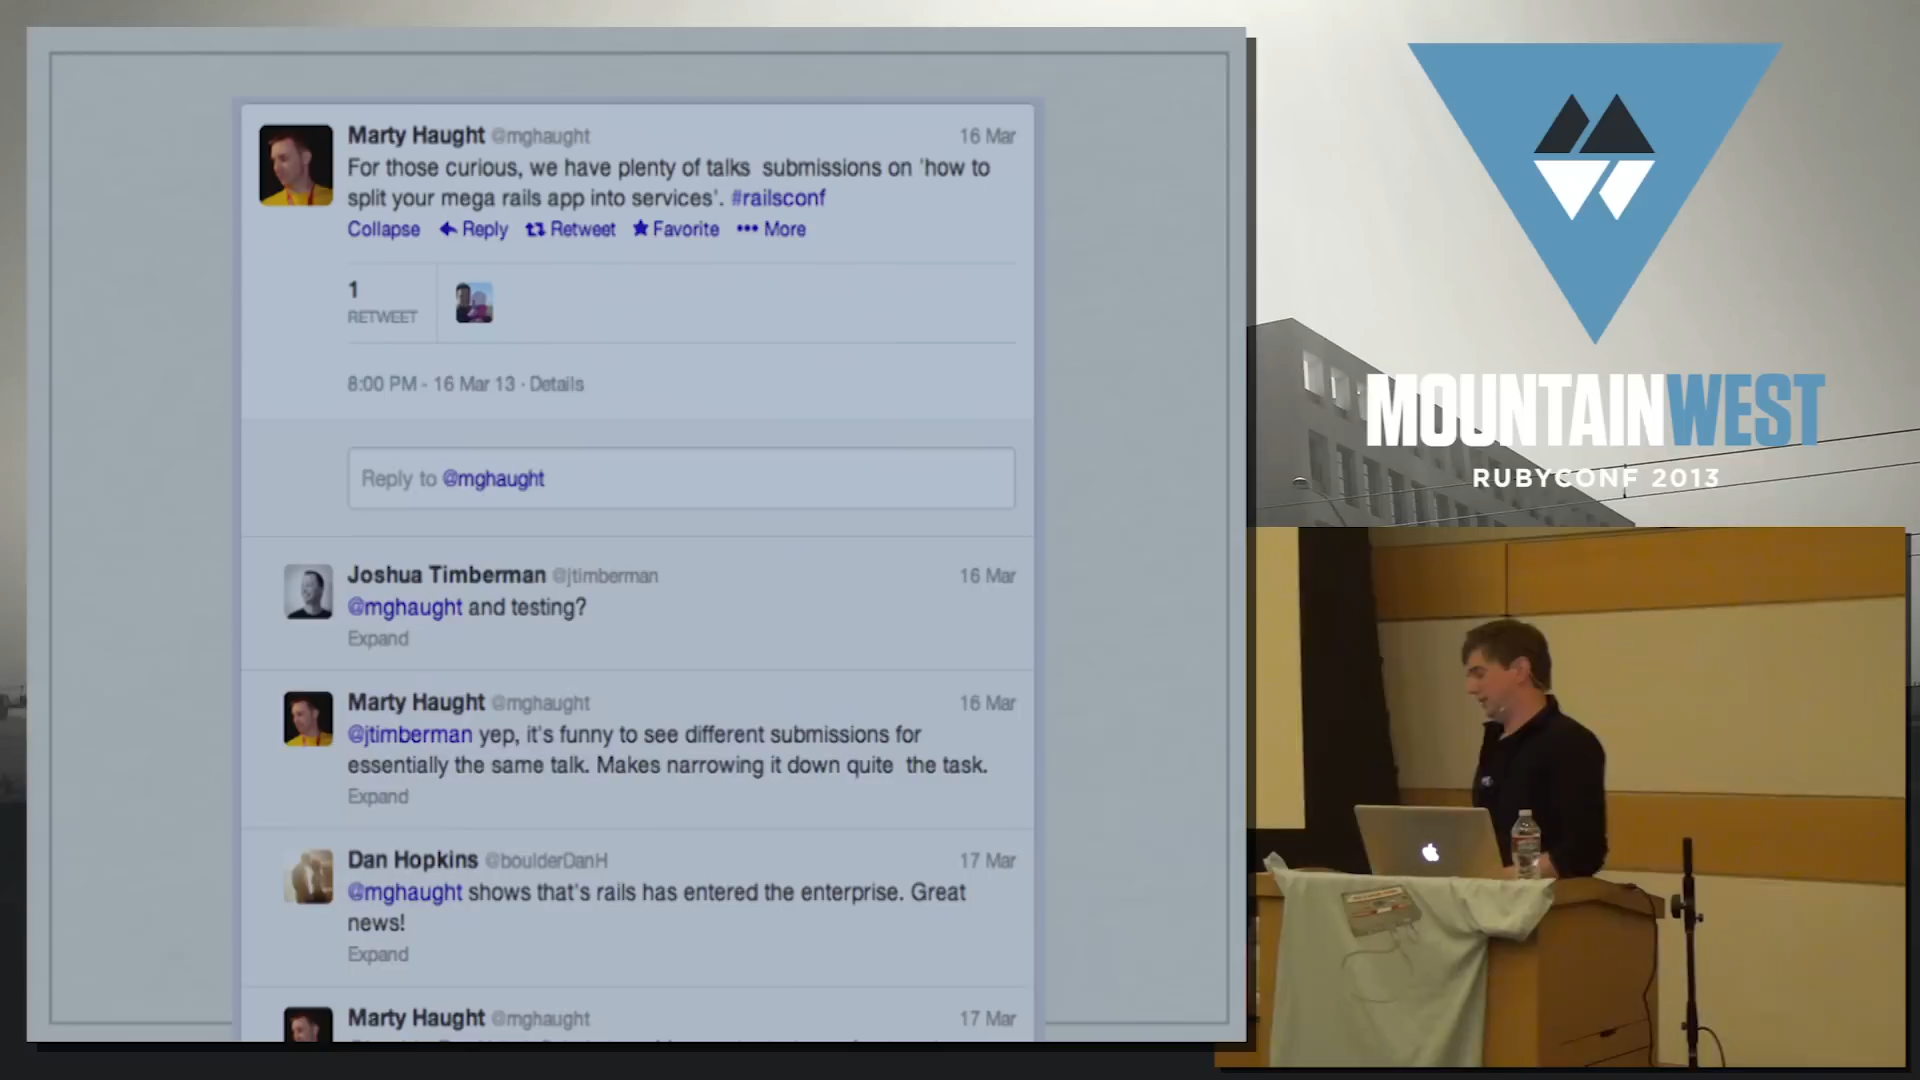 Marty Haught @mghaught 16 Mar
For those curious, we have plenty of talks submissions on 'how to
split your mega rails app into services'. #railsconf
Collapse Reply Retweet Favorite More
1
RETWEET
8:00 PM - 16 Mar 13 · Details
Reply to @mghaught
Joshua Timberman @jtimberman 16 Mar
@mghaught and testing?
Expand
Marty Haught @mghaught 16 Mar
@jtimberman yep, it's funny to see different submissions for
essentially the same talk. Makes narrowing it down quite the task.
Expand
Dan Hopkins @boulderDanH 17 Mar
@mghaught shows that's rails has entered the enterprise. Great
news!
Expand
Marty Haught @mghaught 17 Mar
MOUNTAINWEST
RUBYCONF 2013